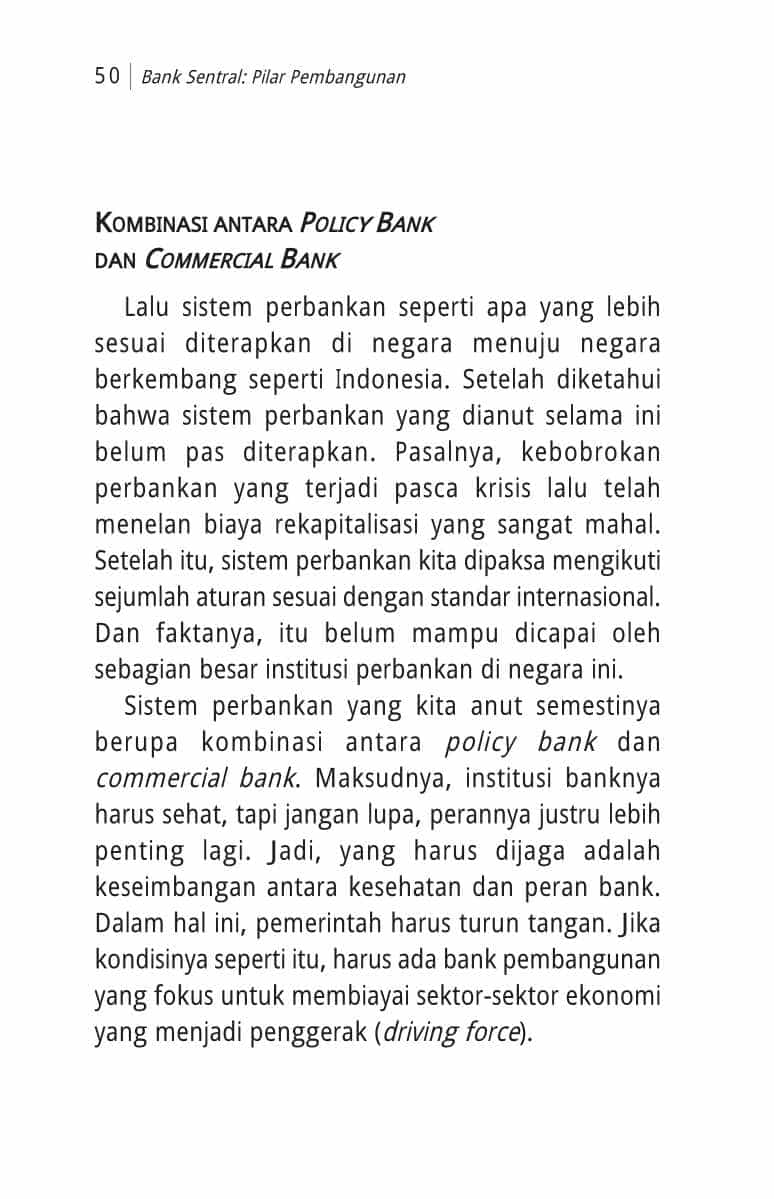 50 | Bank Sentral: Pilar Pembangunan
KOMBINASI ANTARA POLICY BANK
DAN COMMERCIAL BANK
Lalu sistem perbankan seperti apa yang lebih
sesuai diterapkan di negara menuju negara
berkembang seperti Indonesia. Setelah diketahui
bahwa sistem perbankan yang dianut selama ini
belum pas diterapkan. Pasalnya, kebobrokan
perbankan yang terjadi pasca krisis lalu telah
menelan biaya rekapitalisasi yang sangat mahal.
Setelah itu, sistem perbankan kita dipaksa mengikuti
sejumlah aturan sesuai dengan standar internasional.
Dan faktanya, itu belum mampu dicapai oleh
sebagian besar institusi perbankan di negara ini.
Sistem perbankan yang kita anut semestinya
berupa kombinasi antara policy bank dan
commercial bank. Maksudnya, institusi banknya
harus sehat, tapi jangan lupa, perannya justru lebih
penting lagi. Jadi, yang harus dijaga adalah
keseimbangan antara kesehatan dan peran bank.
Dalam hal ini, pemerintah harus turun tangan. Jika
kondisinya seperti itu, harus ada bank pembangunan
yang fokus untuk membiayai sektor-sektor ekonomi
yang menjadi penggerak (driving force).